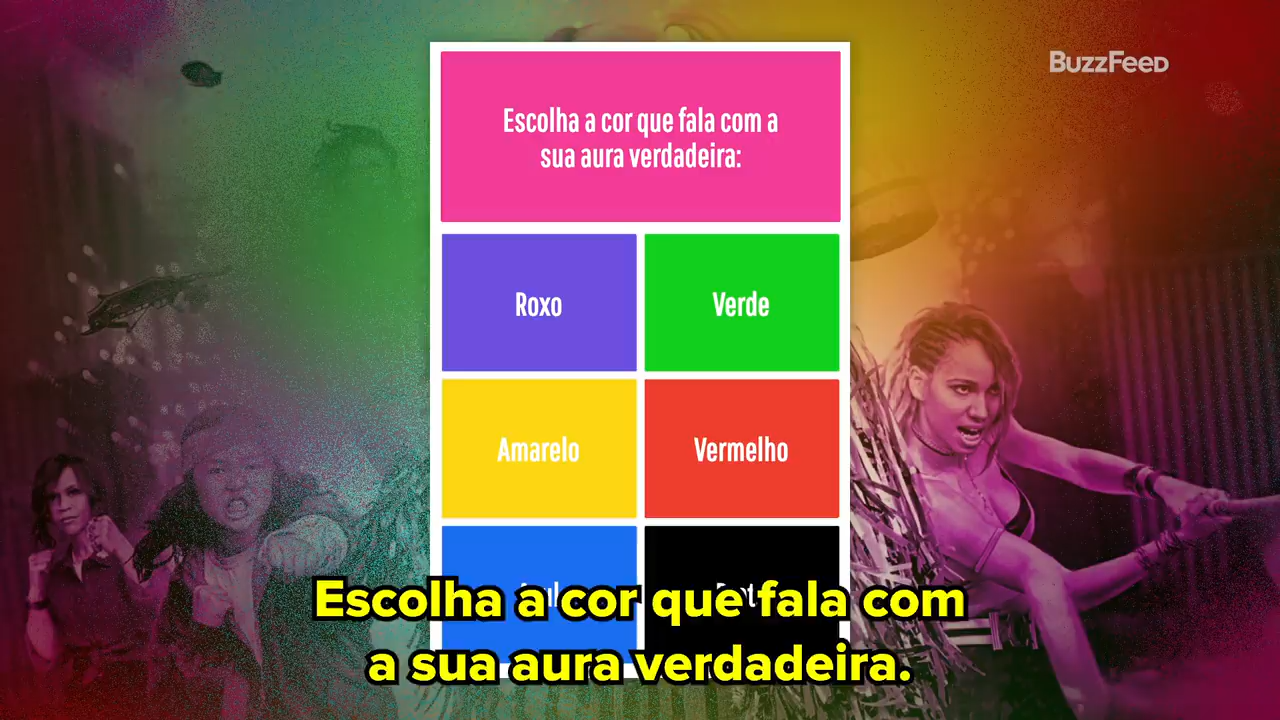 BuzzFeed
Escolha a cor que fala com a
sua aura verdadeira:
Roxo
Verde
Amarelo
Vermelho
Escolha a cor que fala com
a sua aura verdadeira.